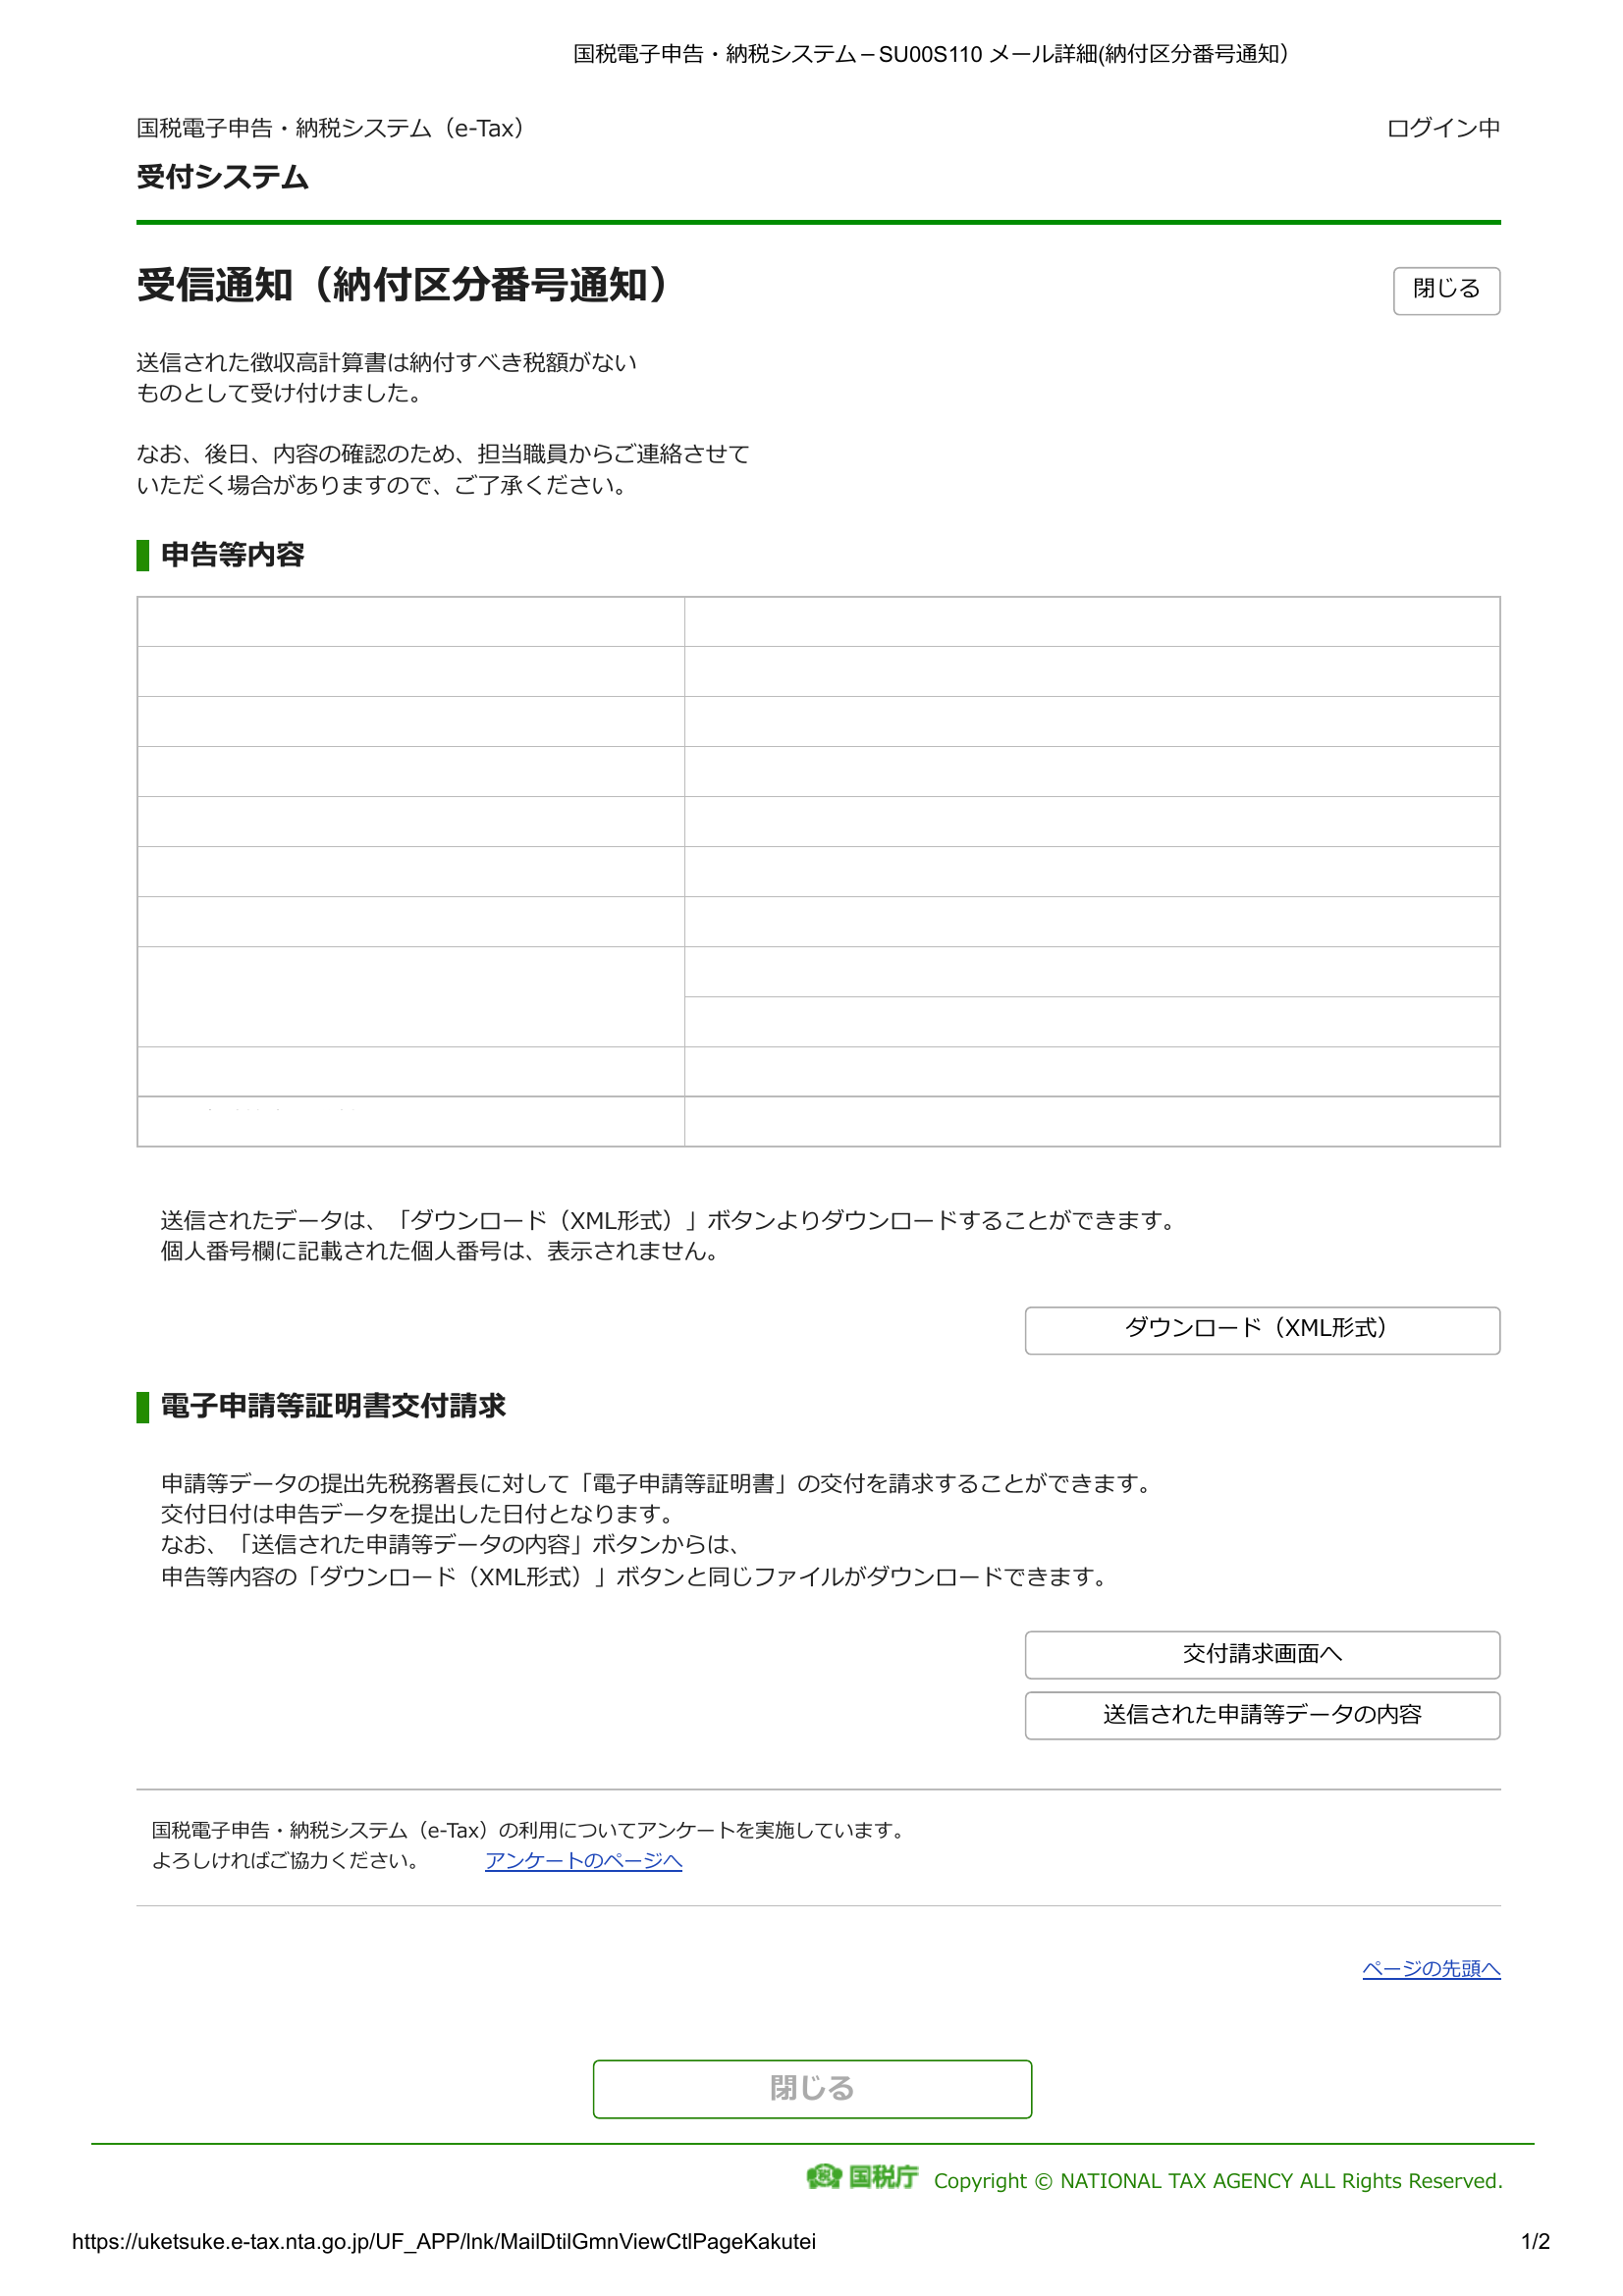 国税電子申告・納税システム－SU00S110 メール詳細(納付区分番号通知）
国税電子申告・納税システム（e-Tax）
ログイン中
受付システム
受信通知（納付区分番号通知）
閉じる
送信された徴収高計算書は納付すべき税額がない
ものとして受け付けました。
なお、後日、内容の確認のため、担当職員からご連絡させて
いただく場合がありますので、ご了承ください。
申告等内容
送信されたデータは、「ダウンロード（XML形式）」ボタンよりダウンロードすることができます。
個人番号欄に記載された個人番号は、表示されません。
ダウンロード（XML形式）
電子申請等証明書交付請求
申請等データの提出先税務署長に対して「電子申請等証明書」の交付を請求することができます。
交付日付は申告データを提出した日付となります。
なお、「送信された申請等データの内容」ボタンからは、
申告等内容の「ダウンロード（XML形式）」ボタンと同じファイルがダウンロードできます。
交付請求画面へ
送信された申請等データの内容
国税電子申告・納税システム（e-Tax）の利用についてアンケートを実施しています。
よろしければご協力ください。 アンケートのページへ
ページの先頭へ
閉じる
国税庁 Copyright © NATIONAL TAX AGENCY ALL Rights Reserved.
https://uketsuke.e-tax.nta.go.jp/UF_APP/lnk/MailDtilGmnViewCtlPageKakutei
1/2